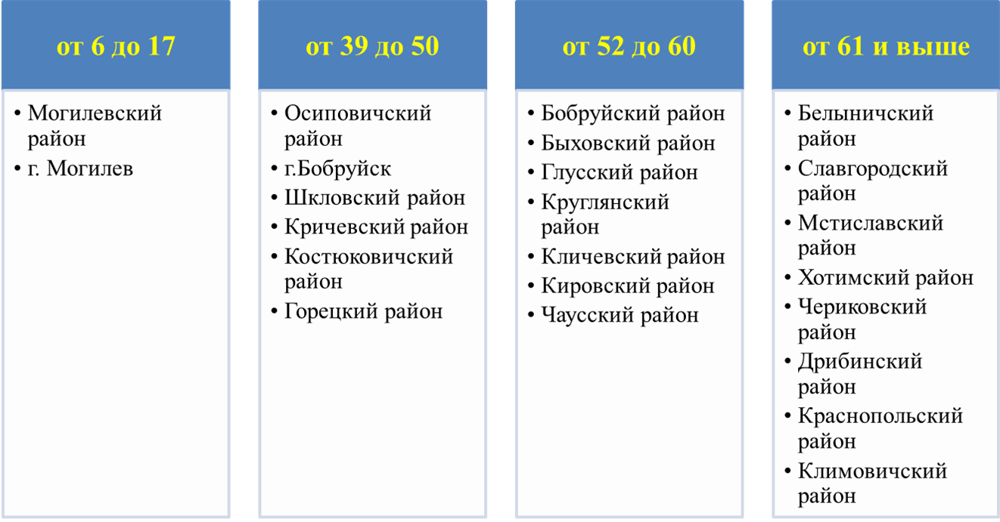 от 6 до 17
• Могилевский
район
• г. Могилев
от 39 до 50
• Осиповичский
район
• г.Бобруйск
• Шкловский район
• Кричевский район
• Костюковичский
район
• Горецкий район
от 52 до 60
• Бобруйский район
• Быховский район
• Глусский район
• Круглянский
район
• Кличевский район
• Кировский район
• Чаусский район
от 61 и выше
• Белыничский
район
• Славгородский
район
• Мстиславский
район
• Хотимский район
• Чериковский
район
• Дрибинский
район
• Краснопольский
район
• Климовичский
район